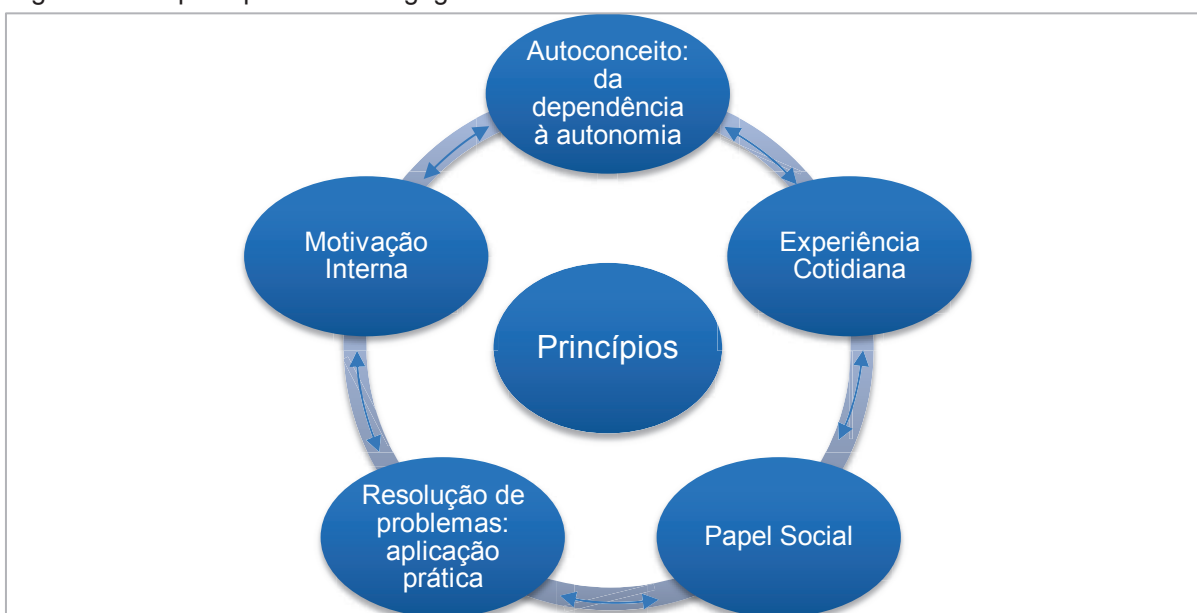 Autoconceito:
da
dependência
à autonomia
Motivação
Interna
Experiência
Cotidiana
Princípios
Resolução de
problemas:
aplicação
prática
Papel Social